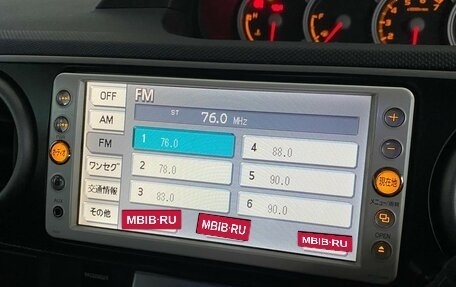 OFF
FM
ST 76.0 MHz
AM
FM
1 76.0
4 88.0
ワンセグ
2 78.0
5 90.0
交通情報
3 83.0
6 90.0
その他
MBIB·RU
MBIB·RU
MBIB·RU
AUX
現在地
OPEN